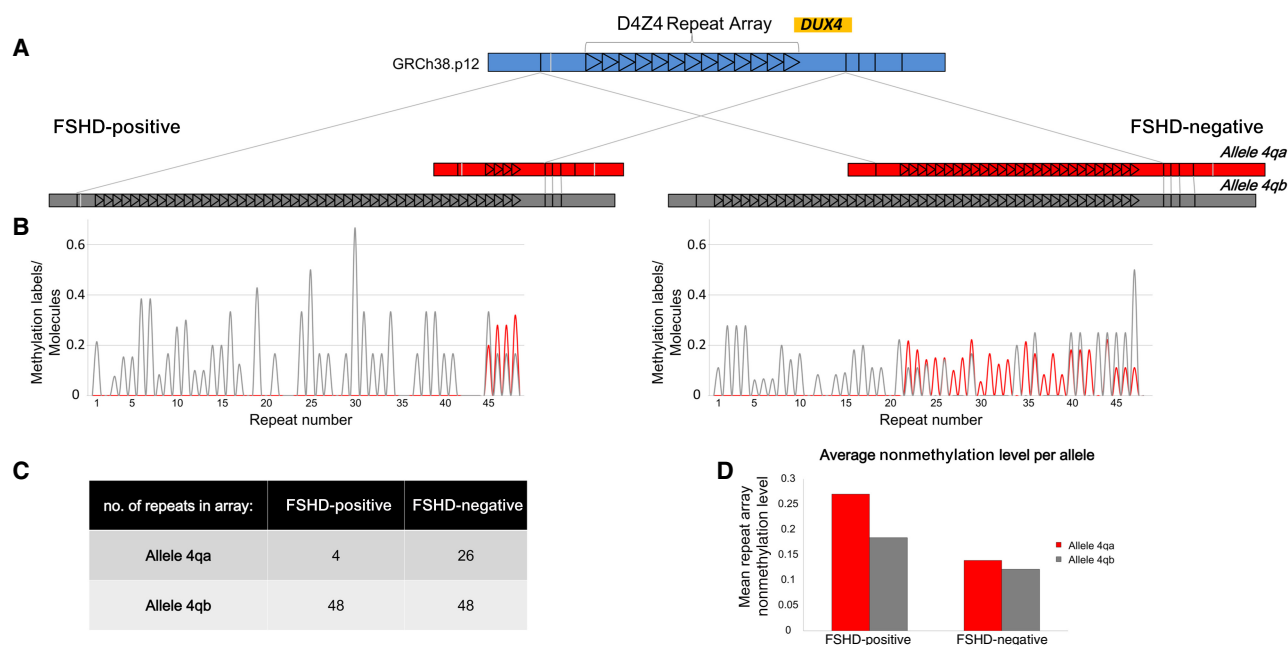 A
D4Z4 Repeat Array
DUX4
GRCh38.p12
FSHD-positive
FSHD-negative
Allele 4qa
Allele 4qb
B
Methylation labels/
Molecules
0.6
0.4
0.2
0
1 5 10 15 20 25 30 35 40 45
Repeat number
Methylation labels/
Molecules
0.6
0.4
0.2
0
1 5 10 15 20 25 30 35 40 45
Repeat number
C
no. of repeats in array: FSHD-positive FSHD-negative
Allele 4qa 4 26
Allele 4qb 48 48
D
Average nonmethylation level per allele
Mean repeat array
nonmethylation level
0.3
0.25
0.2
0.15
0.1
0.05
0
FSHD-positive FSHD-negative
Allele 4qa
Allele 4qb